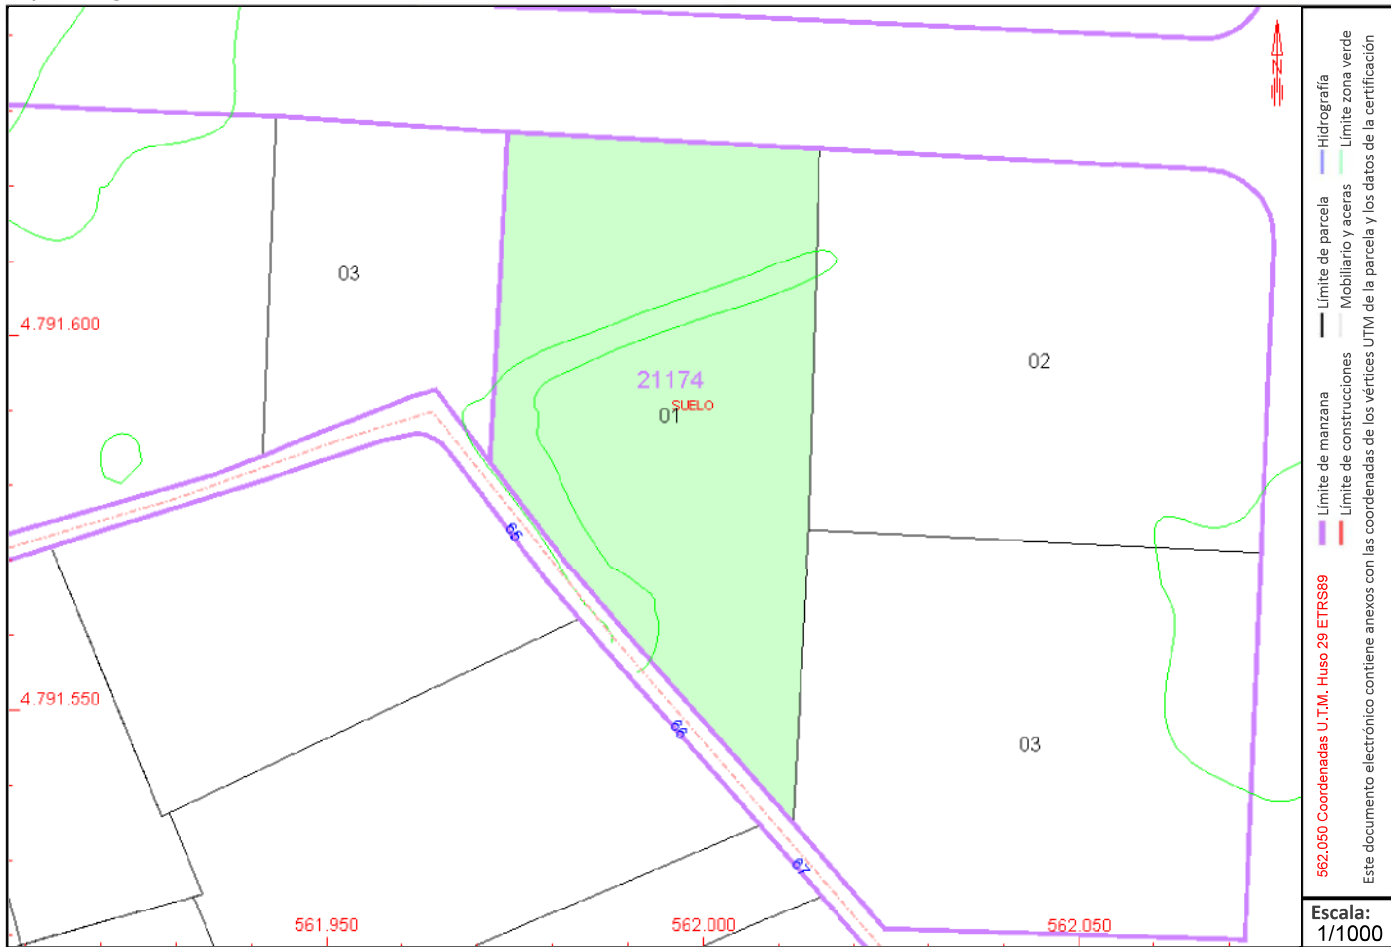 N
03
4.791.600
02
21174
SUELO
01
65
4.791.550
66
03
67
561.950
562.000
562.050
562.050 Coordenadas U.T.M. Huso 29 ETRS89
Límite de manzana
Límite de parcela
Hidrografía
Límite de construcciones
Mobiliario y aceras
Límite zona verde
Este documento electrónico contiene anexos con las coordenadas de los vértices UTM de la parcela y los datos de la certificación
Escala:
1/1000